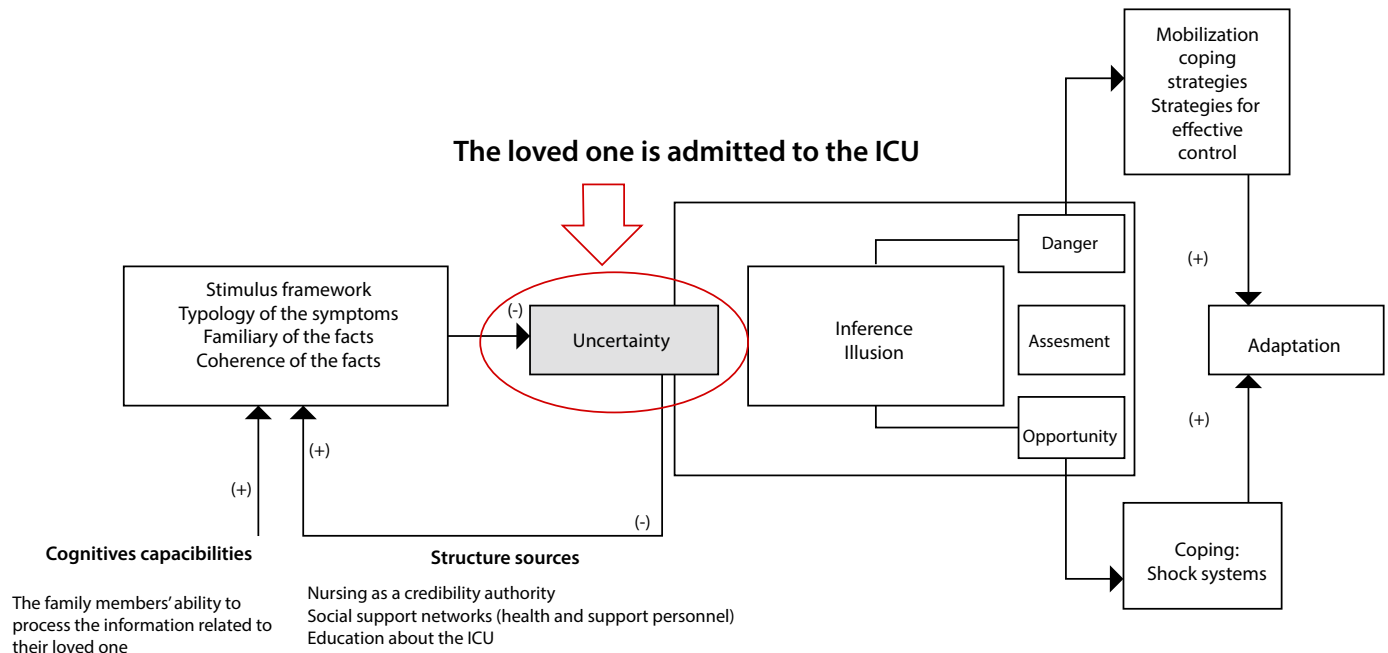 Mobilization
coping
strategies
Strategies for
effective
control
The loved one is admitted to the ICU
Danger
(+)
Stimulus framework
Typology of the symptoms
Familiary of the facts
Coherence of the facts
(-)
Uncertainty
Inference
Illusion
Assesment
Adaptation
Opportunity
(+)
(+)
(+)
(-)
Cognitives capacibilities
Structure sources
Coping:
Shock systems
The family members’ ability to
process the information related to
their loved one
Nursing as a credibility authority
Social support networks (health and support personnel)
Education about the ICU